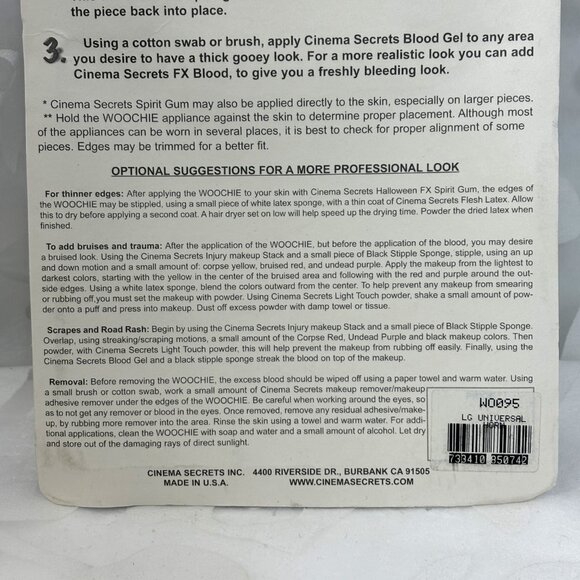 the piece back into place.
3. Using a cotton swab or brush, apply Cinema Secrets Blood Gel to any area
you desire to have a thick gooey look. For a more realistic look you can add
Cinema Secrets FX Blood, to give you a freshly bleeding look.
* Cinema Secrets Spirit Gum may also be applied directly to the skin, especially on larger pieces.
** Hold the WOOCHIE appliance against the skin to determine proper placement. Although most
of the appliances can be worn in several places, it is best to check for proper alignment of some
pieces. Edges may be trimmed for a better fit.
OPTIONAL SUGGESTIONS FOR A MORE PROFESSIONAL LOOK
For thinner edges: After applying the WOOCHIE to your skin with Cinema Secrets Halloween FX Spirit Gum, the edges of
the WOOCHIE may be stippled, using a small piece of white latex sponge, with a thin coat of Cinema Secrets Flesh Latex. Allow
this to dry before applying a second coat. A hair dryer set on low will help speed up the drying time. Powder the dried latex when
finished.
To add bruises and trauma: After the application of the WOOCHIE, but before the application of the blood, you may desire
a bruised look. Using the Cinema Secrets Injury makeup Stack and a small piece of Black Stipple Sponge, stipple, using an up
and down motion and a small amount of: corpse yellow, bruised red, and undead purple. Apply the makeup from the lightest to
darkest colors, starting with the yellow in the center of the bruised area and following with the red and purple around the out-
side edges. Using a white latex sponge, blend the colors outward from the center. To help prevent any makeup from smearing
or rubbing off,you must set the makeup with powder. Using Cinema Secrets Light Touch powder, shake a small amount of pow-
der onto a puff and press into makeup. Dust off excess powder with damp towel or tissue.
Scrapes and Road Rash: Begin by using the Cinema Secrets Injury makeup Stack and a small piece of Black Stipple Sponge.
Overlap, using streaking/scraping motions, a small amount of the Corpse Red, Undead Purple and black makeup colors. Then
powder, with Cinema Secrets Light Touch powder, this will help prevent the makeup from rubbing off easily. Finally, using the
Cinema Secrets Blood Gel and a black stipple sponge streak the blood on top of the makeup.
Removal: Before removing the WOOCHIE, the excess blood should be wiped off using a paper towel and warm water. Using
a small brush or cotton swab, work a small amount of Cinema Secrets makeup remover/makeup
adhesive remover under the edges of the WOOCHIE. Be careful when working around the eyes, so
as to not get any remover or blood in the eyes. Once removed, remove any residual adhesive/make-
up, by rubbing more remover into the area. Rinse the skin using a towel and warm water. For addi-
tional applications, clean the WOOCHIE with soap and water and a small amount of alcohol. Let dry
and store out of the damaging rays of direct sunlight.
WO095
LG UNIVERSAL
HORN
733410 850742
CINEMA SECRETS INC. 4400 RIVERSIDE DR., BURBANK CA 91505
MADE IN U.S.A. WWW.CINEMASECRETS.COM